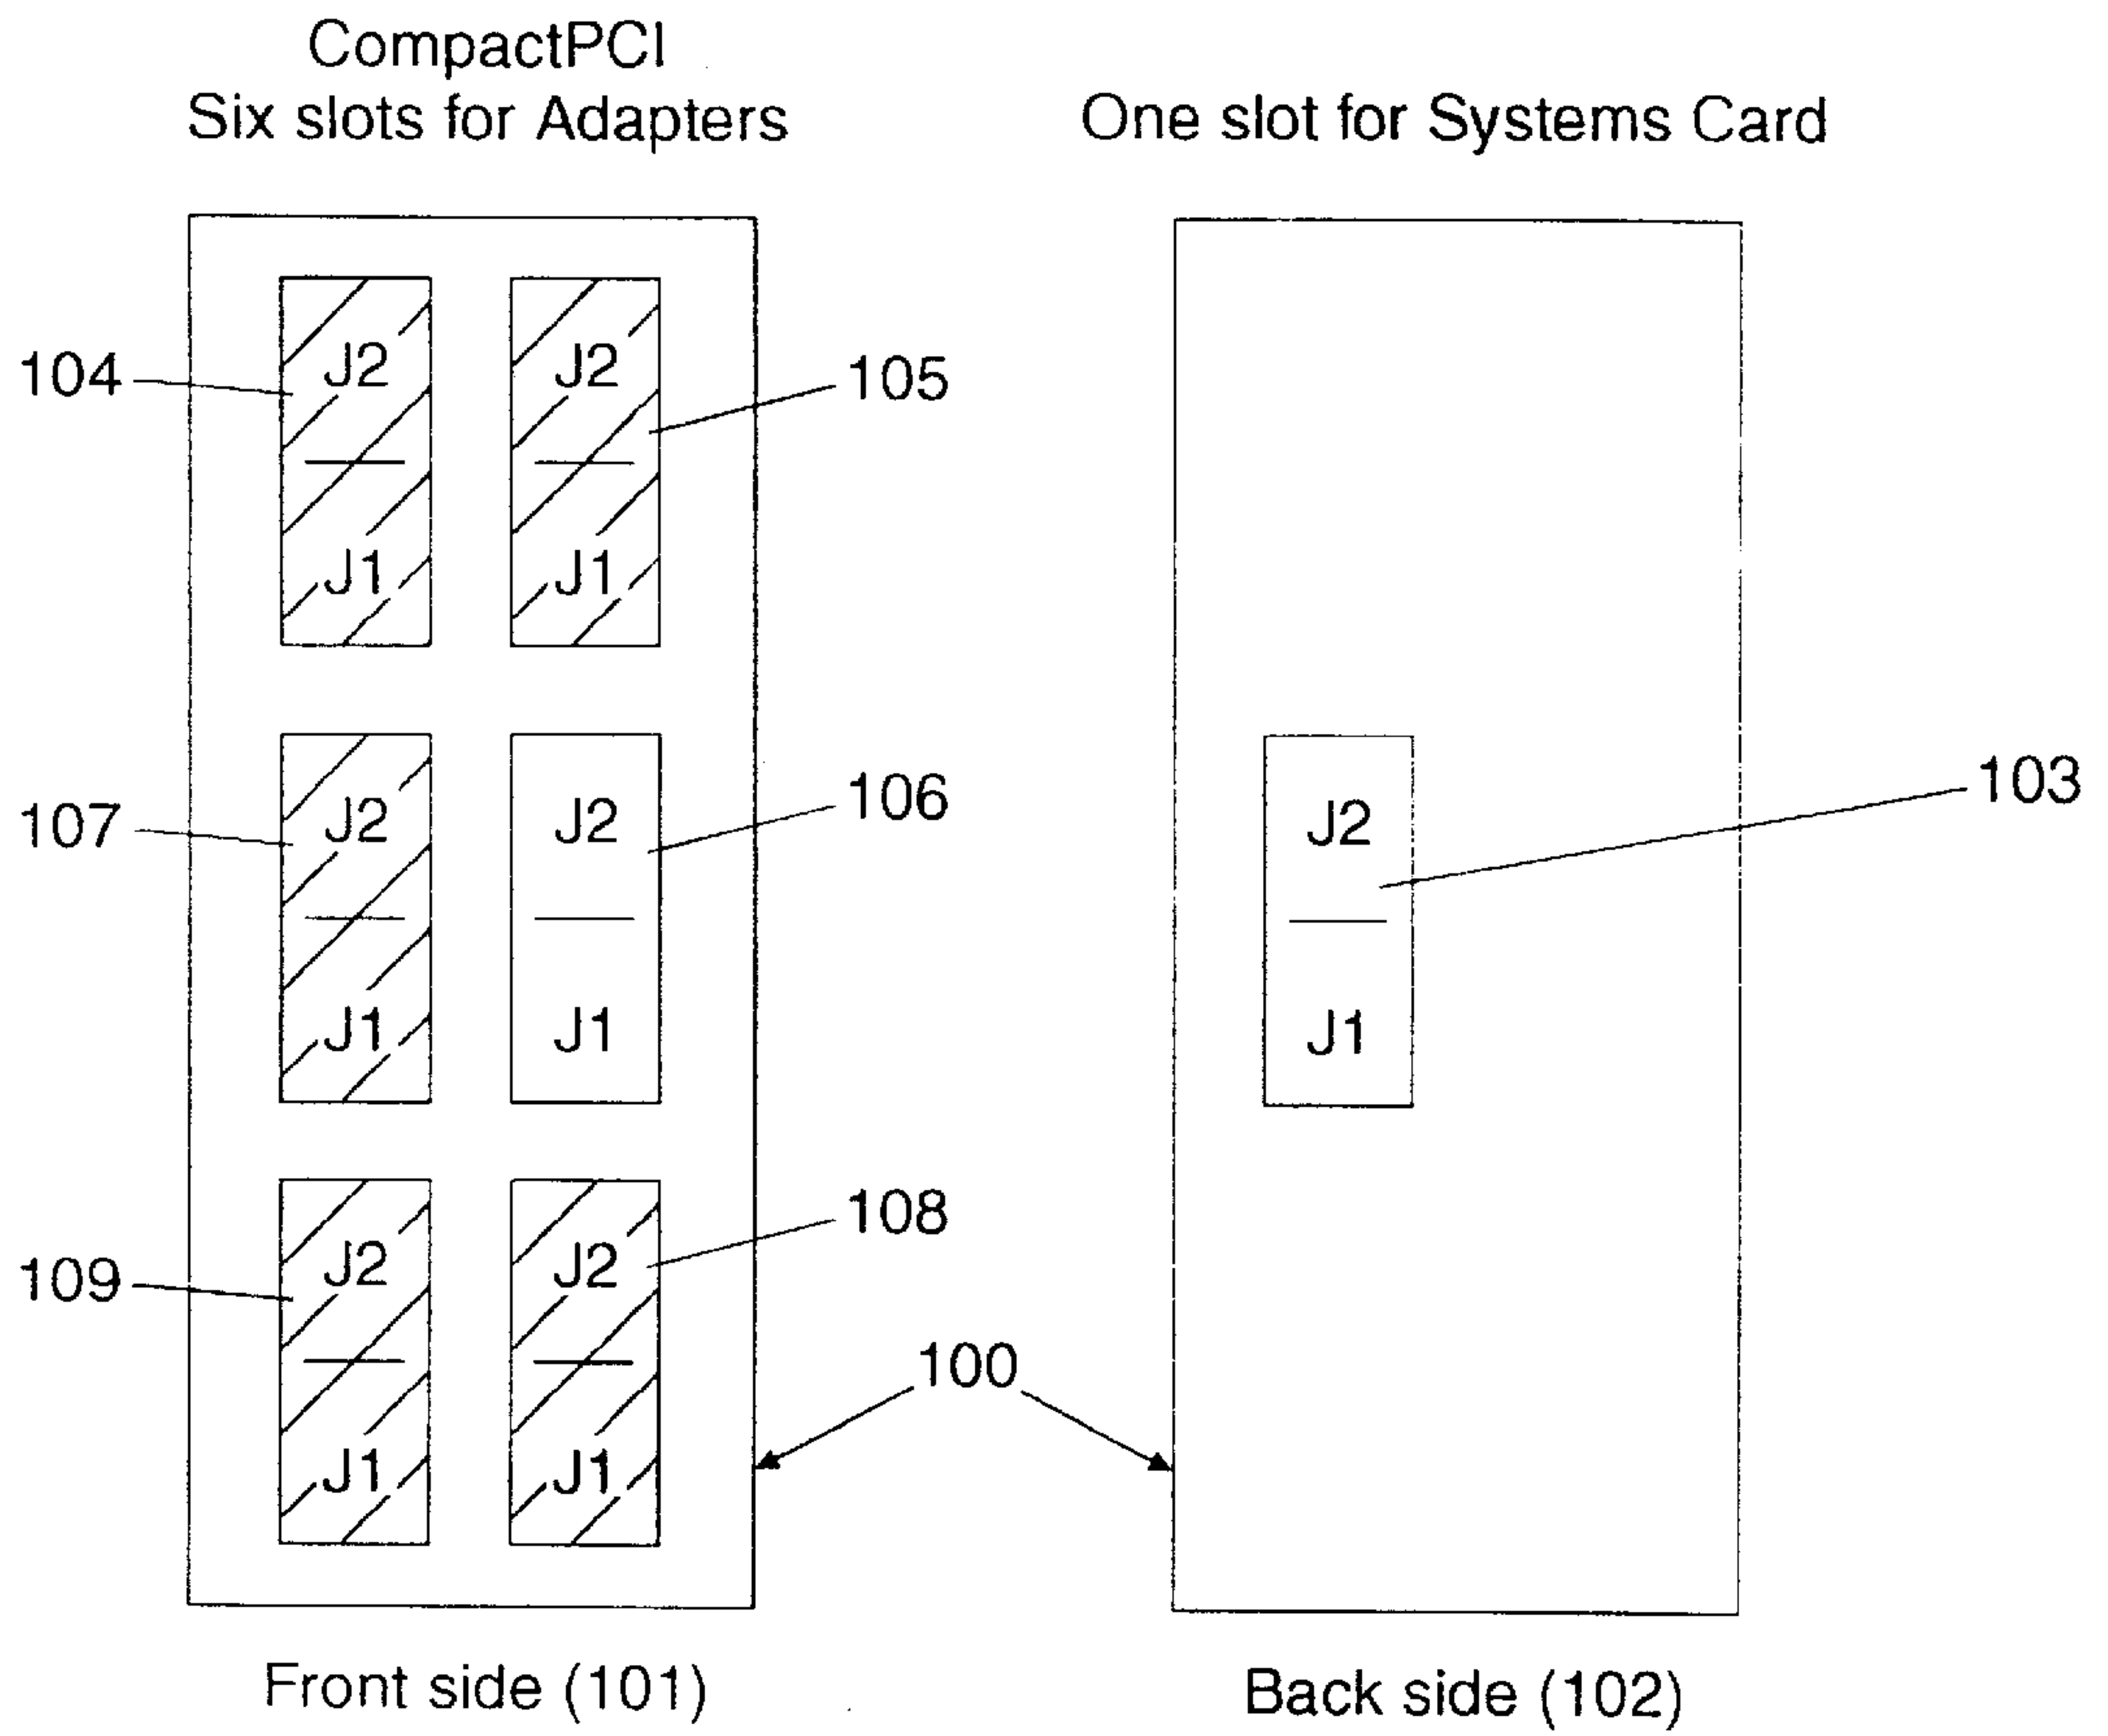 CompactPCI
Six slots for Adapters
One slot for Systems Card
104
J2
J1
J2
J1
105
107
J2
J1
J2
J1
106
J2
J1
103
109
J2
J1
J2
J1
108
100
Front side (101)
Back side (102)